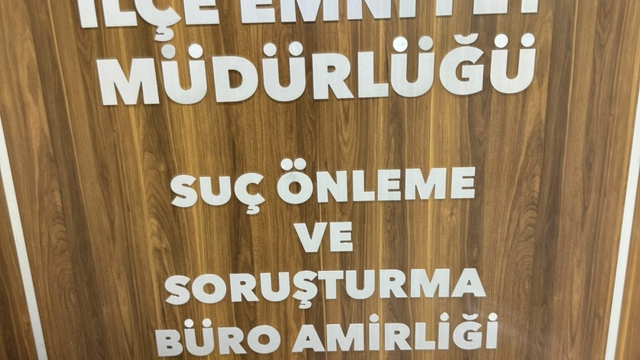 İLÇE EMNİYET
MÜDÜRLÜĞÜ
SUÇ ÖNLEME
VE
SORUŞTURMA
BÜRO AMİRLİĞİ